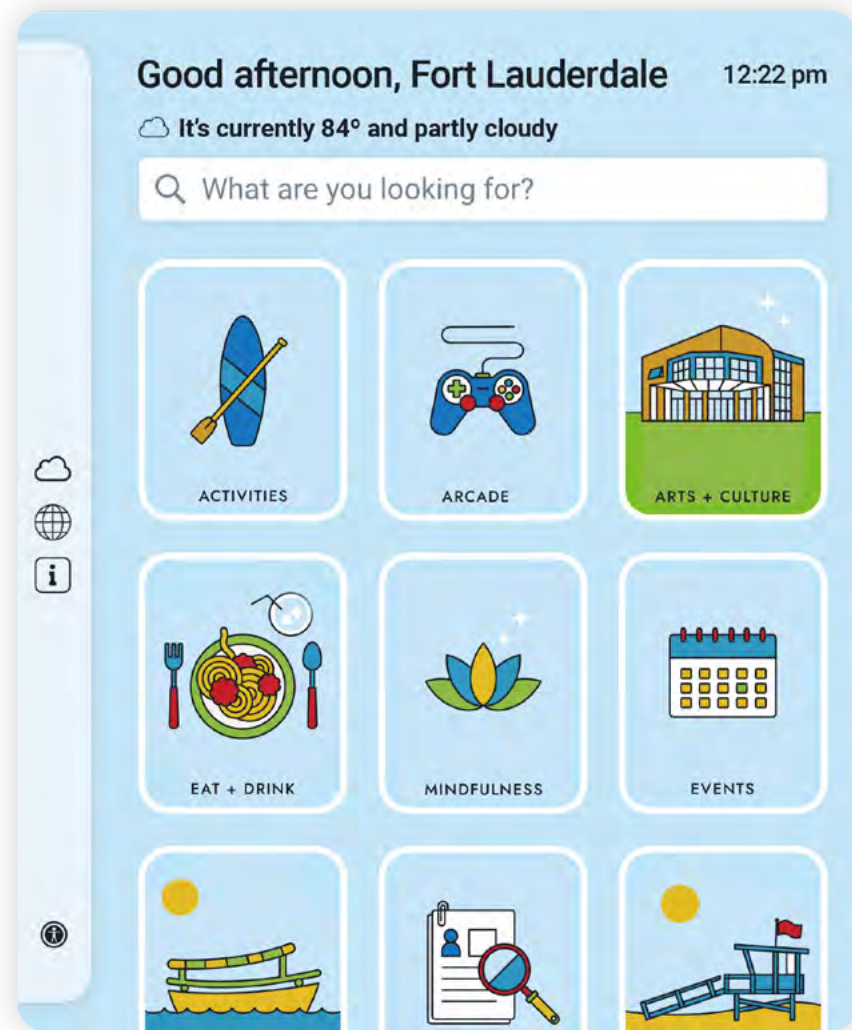 Good afternoon, Fort Lauderdale
12:22 pm
It's currently 84º and partly cloudy
What are you looking for?
ACTIVITIES
ARCADE
ARTS + CULTURE
i
EAT + DRINK
MINDFULNESS
EVENTS